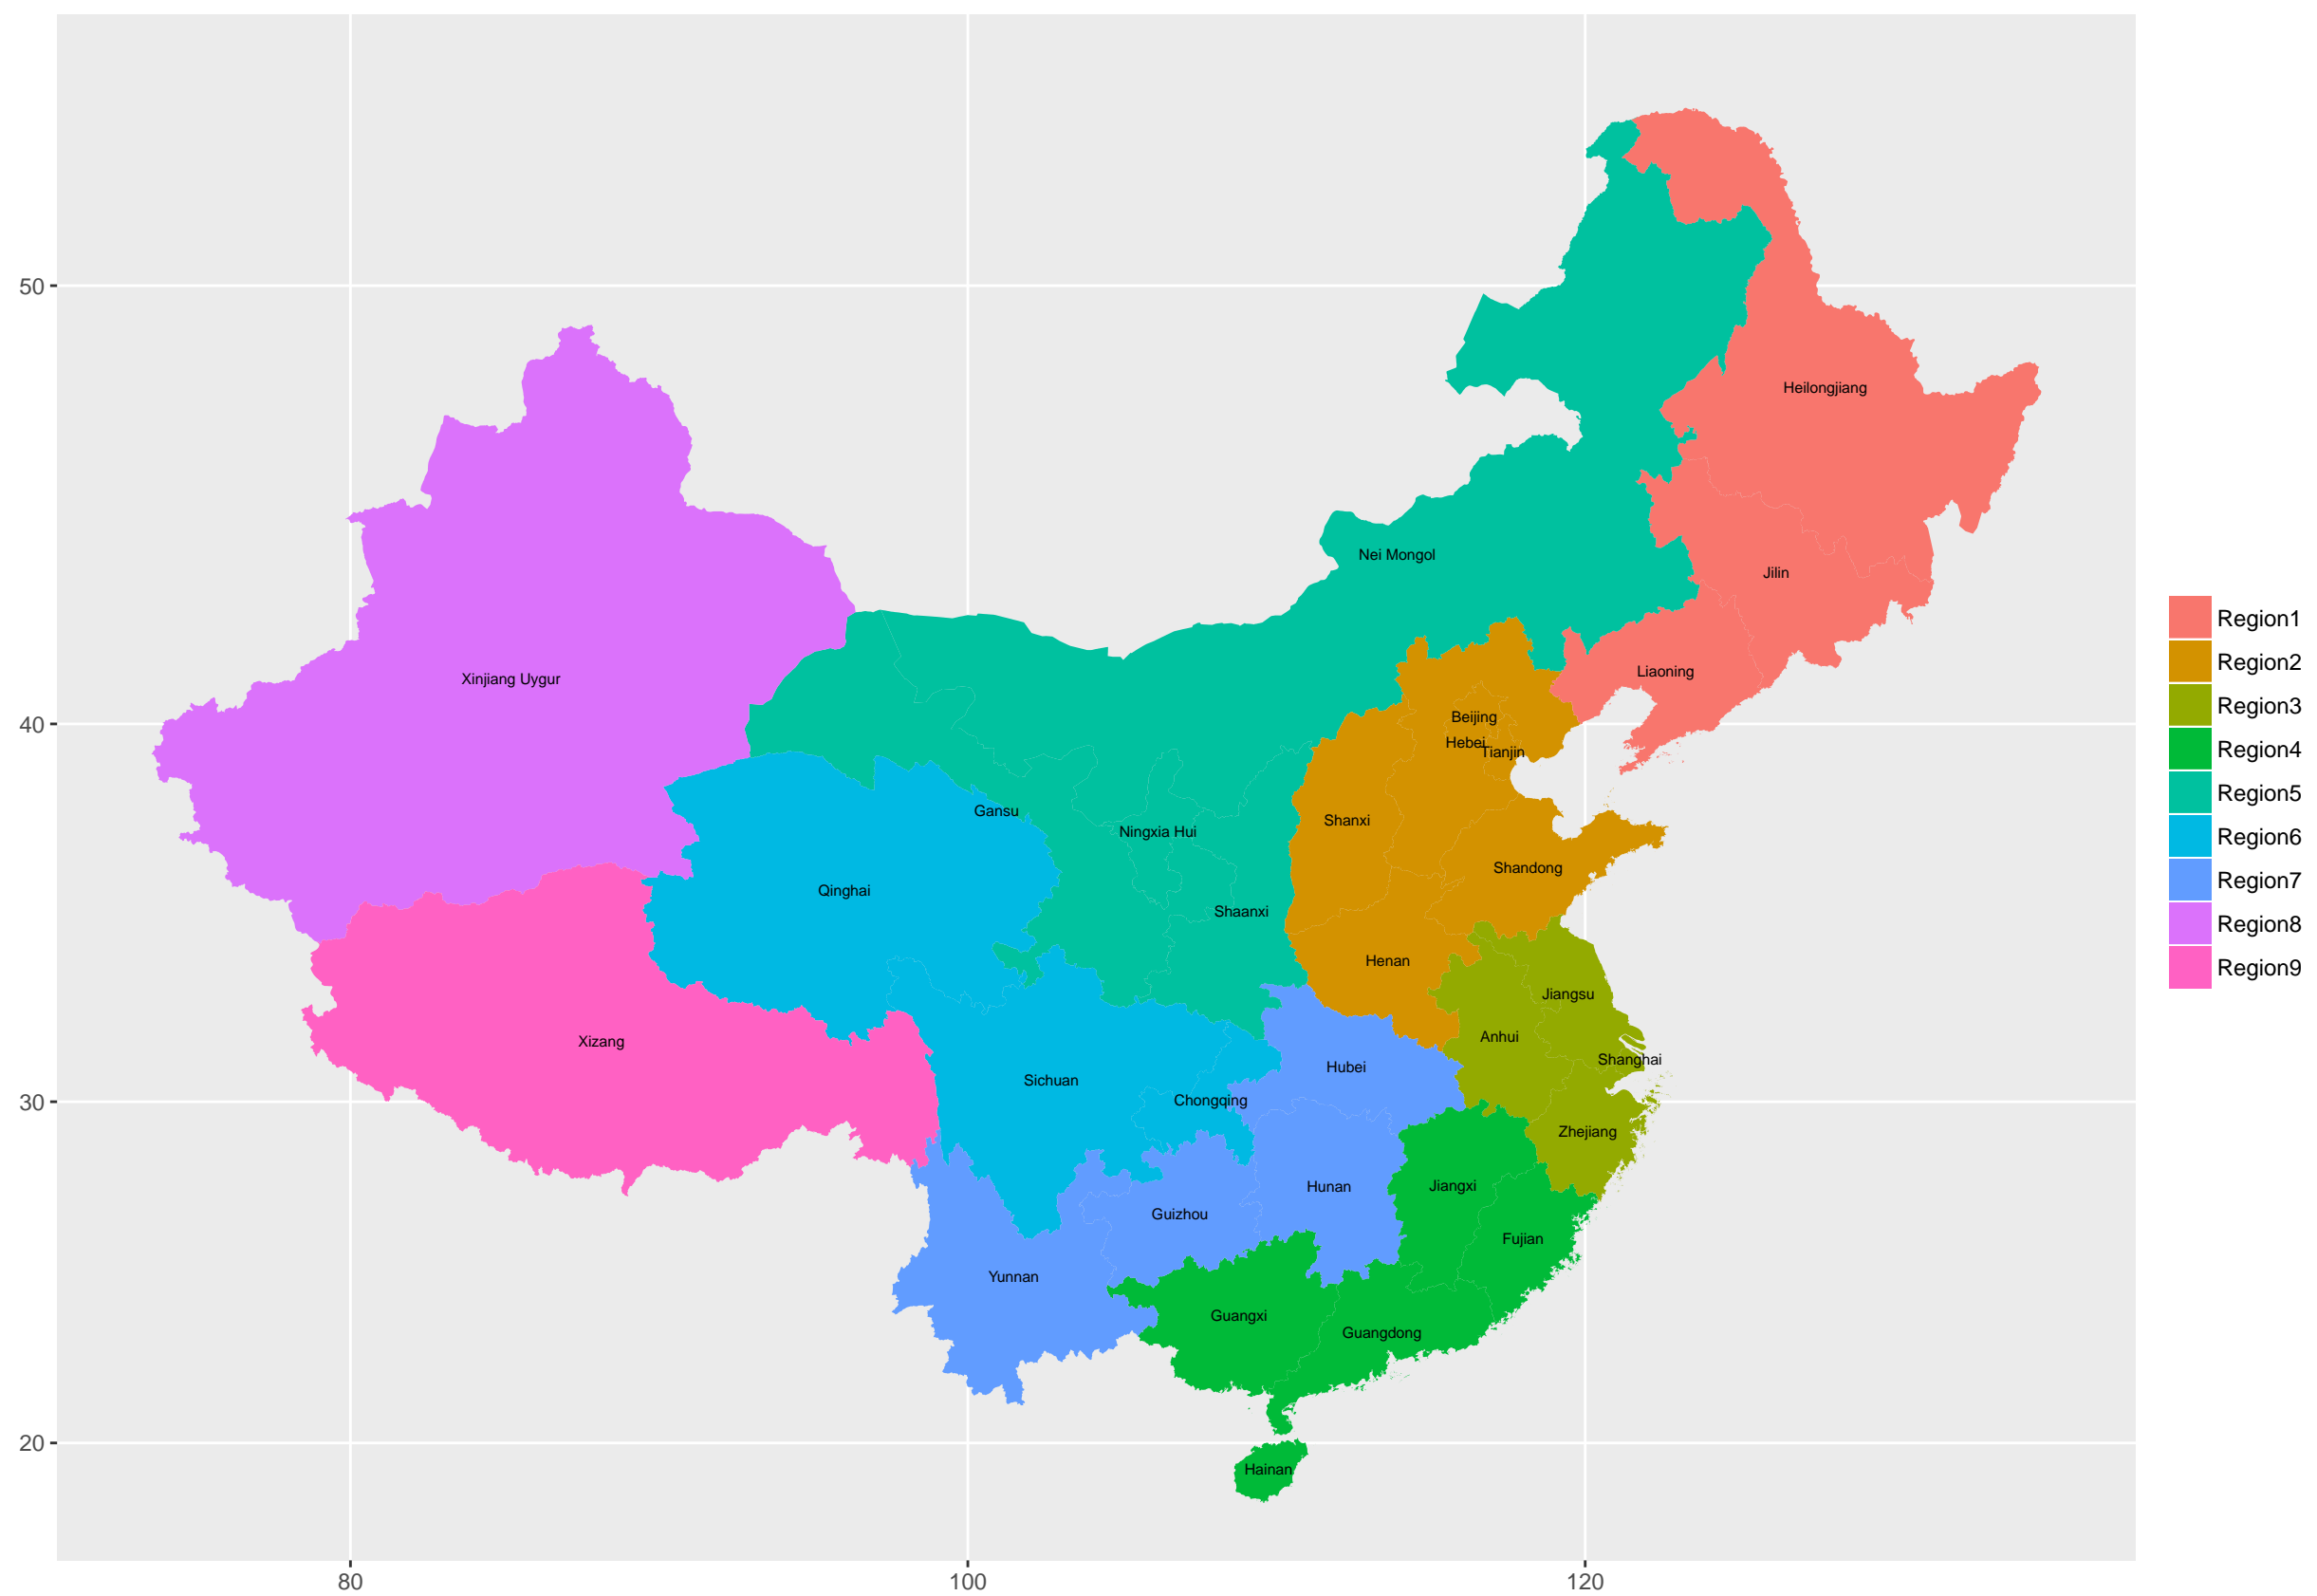 50
40
30
20
80
100
120
Heilongjiang
Nei Mongol
Jilin
Liaoning
Xinjiang Uygur
Beijing
Hebei
Tianjin
Gansu
Shanxi
Ningxia Hui
Shandong
Qinghai
Shaanxi
Henan
Jiangsu
Anhui
Xizang
Shanghai
Hubei
Sichuan
Chongqing
Zhejiang
Hunan
Jiangxi
Guizhou
Fujian
Yunnan
Guangxi
Guangdong
Hainan
Region1
Region2
Region3
Region4
Region5
Region6
Region7
Region8
Region9